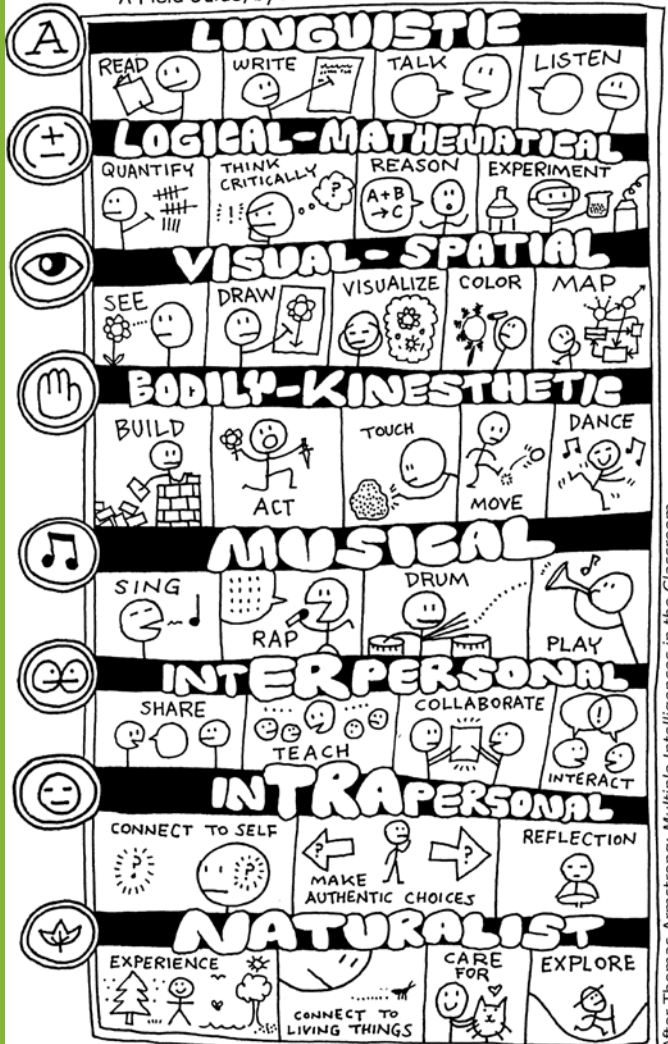 A Field Guide, by
A
LINGUISTIC
READ
WRITE
TALK
LISTEN
+
−
LOGICAL-MATHEMATICAL
QUANTIFY
THINK
CRITICALLY
REASON
EXPERIMENT
!!!
?
A+B
→C
VISUAL-SPATIAL
SEE
DRAW
VISUALIZE
COLOR
MAP
BODILY-KINESTHETIC
BUILD
ACT
TOUCH
MOVE
DANCE
MUSICAL
SING
RAP
DRUM
PLAY
INTERPERSONAL
SHARE
TEACH
COLLABORATE
!
INTERACT
INTRAPERSONAL
CONNECT TO SELF
?
?
?
?
MAKE
AUTHENTIC CHOICES
REFLECTION
NATURALIST
EXPERIENCE
CONNECT TO
LIVING THINGS
CARE
FOR
EXPLORE
After Thomas Armstrong: Multiple Intelligences in the Classroom